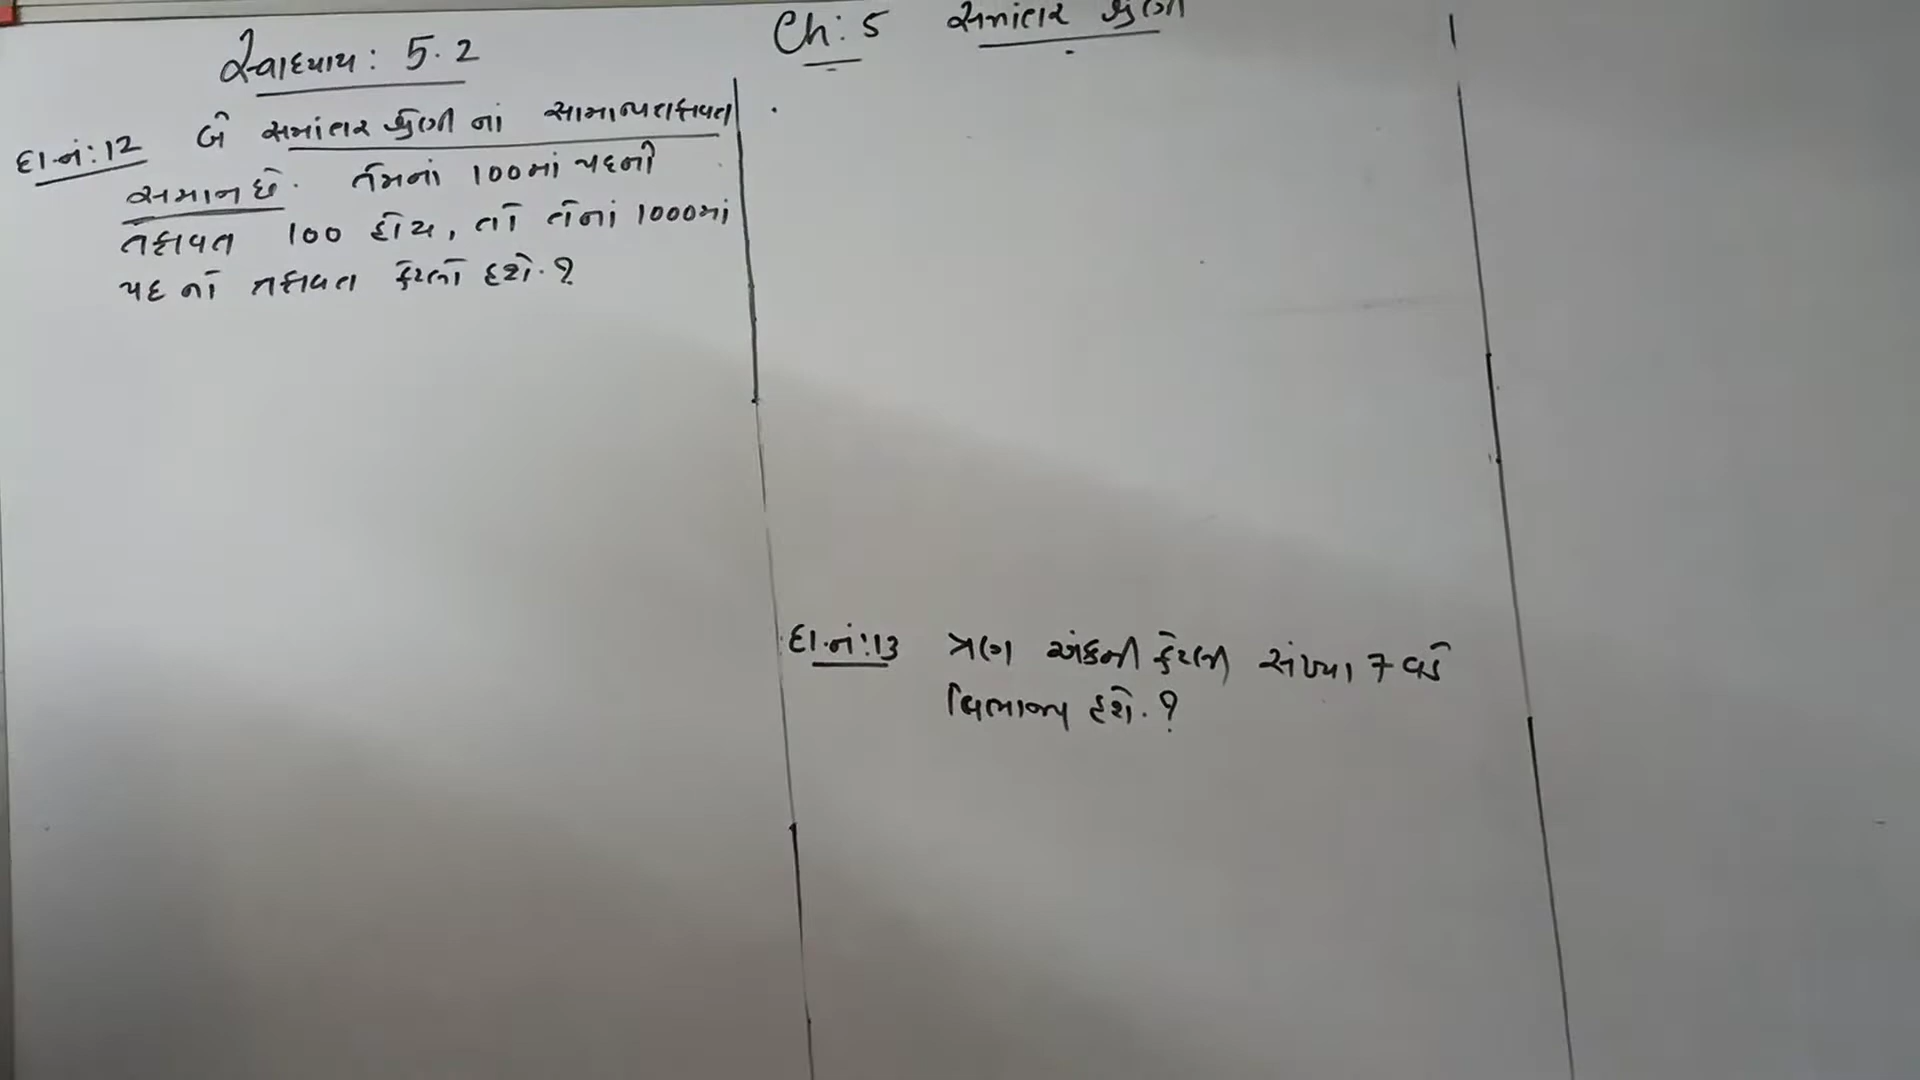 Ch: 5 સમાંતર શ્રેણી
સ્વાધ્યાય: 5.2
દા.નં:12 બે સમાંતર શ્રેણી નાં સામાન્ય તફાવત
સમાન છે. તેમનાં 100માં પદનો
તફાવત 100 હોય, તો તેનાં 1000માં
પદ નો તફાવત કેટલો હશે.?
દા.નં:13 ત્રણ અંકની કેટલી સંખ્યા 7 વડે
વિભાજ્ય હશે.?